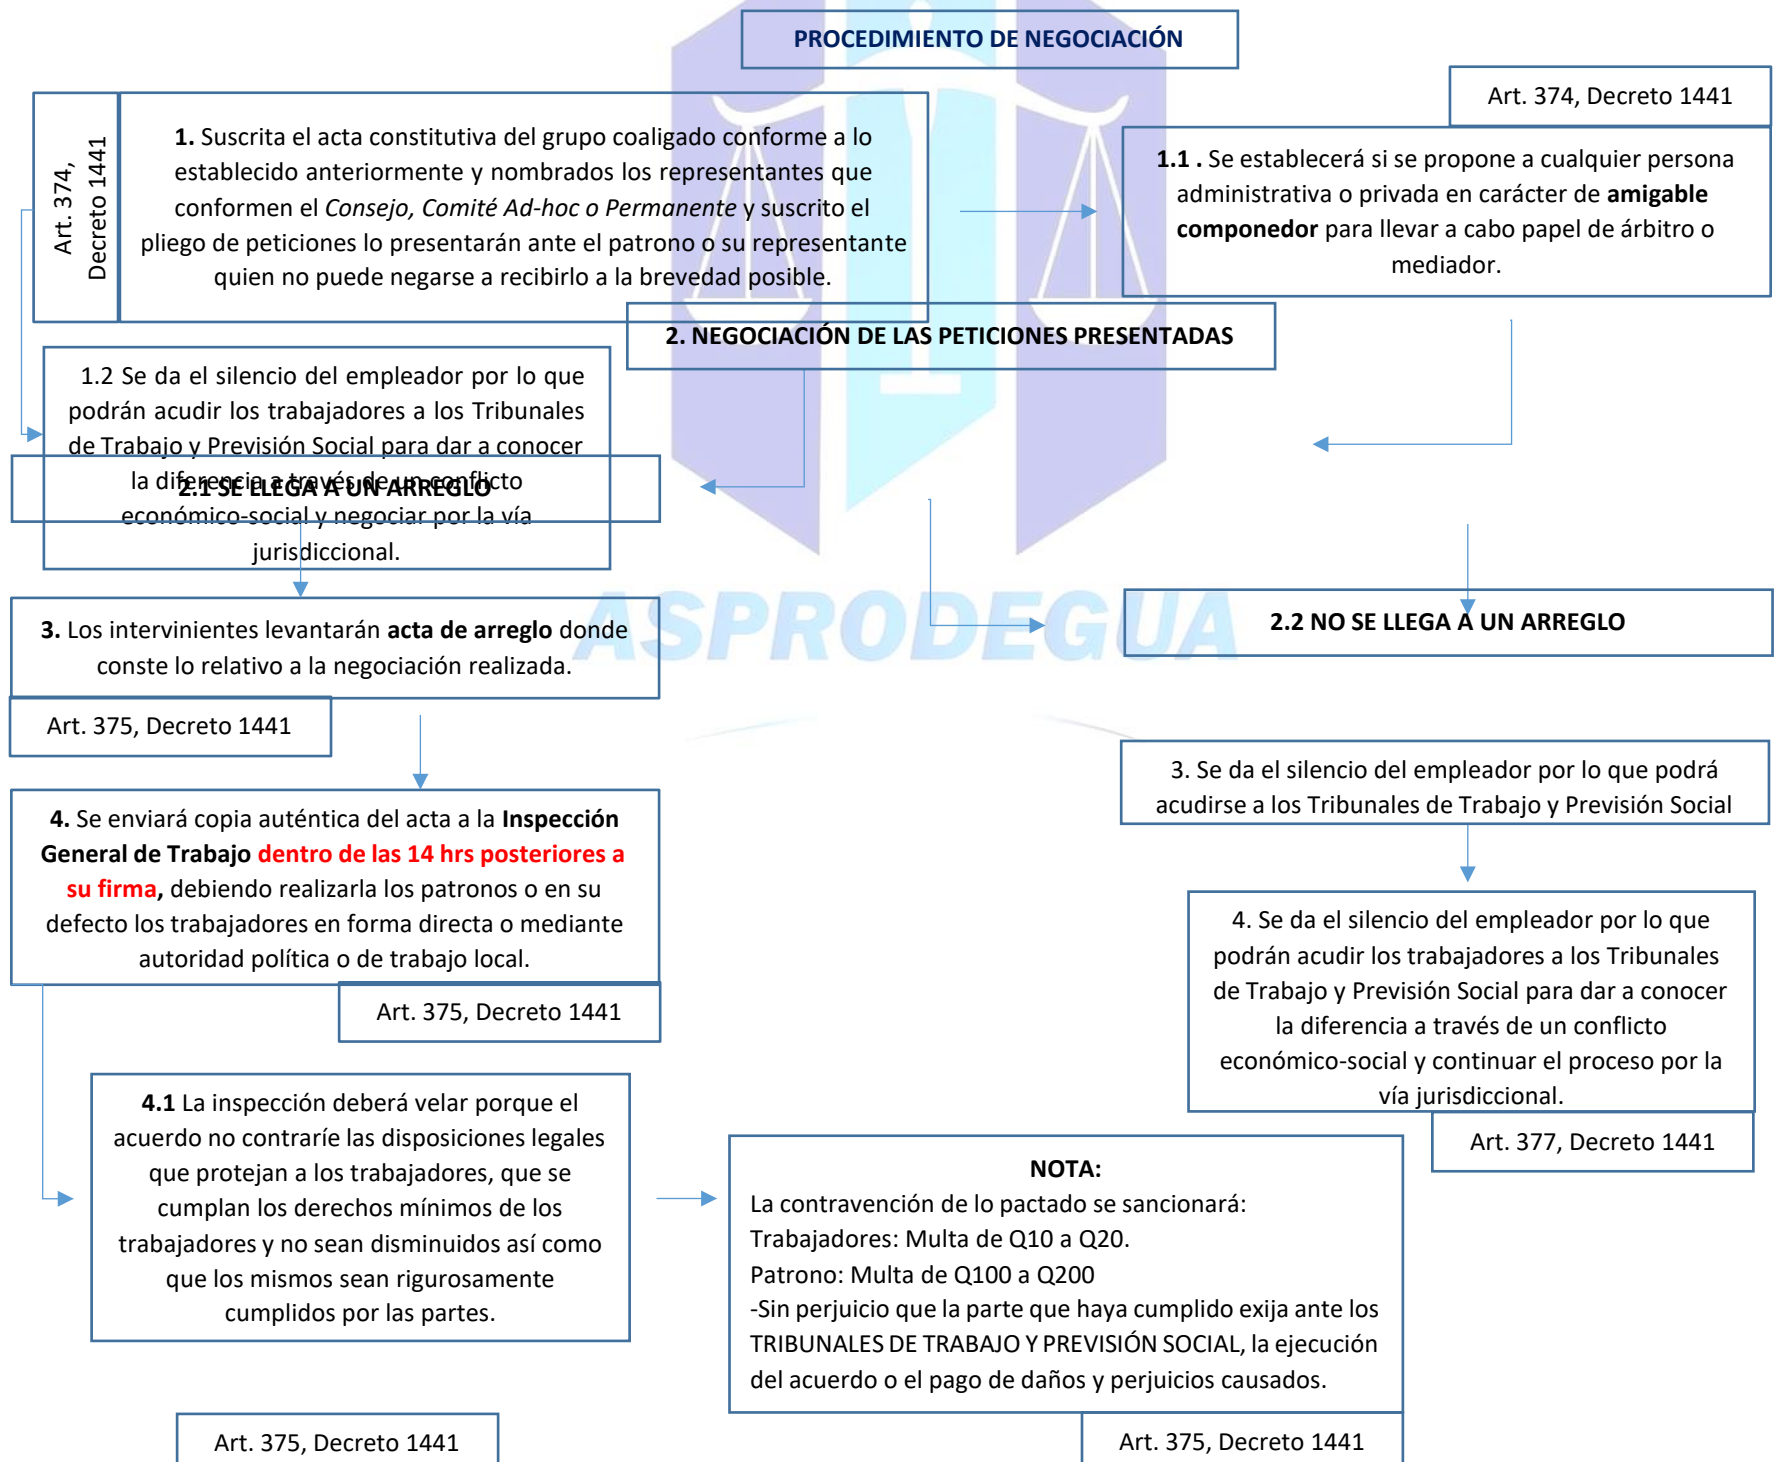 PROCEDIMIENTO DE NEGOCIACIÓN
Art. 374,
Decreto 1441
1. Suscrita el acta constitutiva del grupo coaligado conforme a lo
establecido anteriormente y nombrados los representantes que
conformen el Consejo, Comité Ad-hoc o Permanente y suscrito el
pliego de peticiones lo presentarán ante el patrono o su representante
quien no puede negarse a recibirlo a la brevedad posible.
Art. 374, Decreto 1441
1.1 . Se establecerá si se propone a cualquier persona
administrativa o privada en carácter de amigable
componedor para llevar a cabo papel de árbitro o
mediador.
2. NEGOCIACIÓN DE LAS PETICIONES PRESENTADAS
1.2 Se da el silencio del empleador por lo que
podrán acudir los trabajadores a los Tribunales
de Trabajo y Previsión Social para dar a conocer
la diferencia a través de un conflicto
económico-social y negociar por la vía
jurisdiccional.
2.1 SE LLEGA A UN ARREGLO
ASPRODEGUA
3. Los intervinientes levantarán acta de arreglo donde
conste lo relativo a la negociación realizada.
Art. 375, Decreto 1441
2.2 NO SE LLEGA A UN ARREGLO
3. Se da el silencio del empleador por lo que podrá
acudirse a los Tribunales de Trabajo y Previsión Social
4. Se enviará copia auténtica del acta a la Inspección
General de Trabajo dentro de las 14 hrs posteriores a
su firma, debiendo realizarla los patronos o en su
defecto los trabajadores en forma directa o mediante
autoridad política o de trabajo local.
Art. 375, Decreto 1441
4. Se da el silencio del empleador por lo que
podrán acudir los trabajadores a los Tribunales
de Trabajo y Previsión Social para dar a conocer
la diferencia a través de un conflicto
económico-social y continuar el proceso por la
vía jurisdiccional.
Art. 377, Decreto 1441
4.1 La inspección deberá velar porque el
acuerdo no contraríe las disposiciones legales
que protejan a los trabajadores, que se
cumplan los derechos mínimos de los
trabajadores y no sean disminuidos así como
que los mismos sean rigurosamente
cumplidos por las partes.
Art. 375, Decreto 1441
NOTA:
La contravención de lo pactado se sancionará:
Trabajadores: Multa de Q10 a Q20.
Patrono: Multa de Q100 a Q200
-Sin perjuicio que la parte que haya cumplido exija ante los
TRIBUNALES DE TRABAJO Y PREVISIÓN SOCIAL, la ejecución
del acuerdo o el pago de daños y perjuicios causados.
Art. 375, Decreto 1441